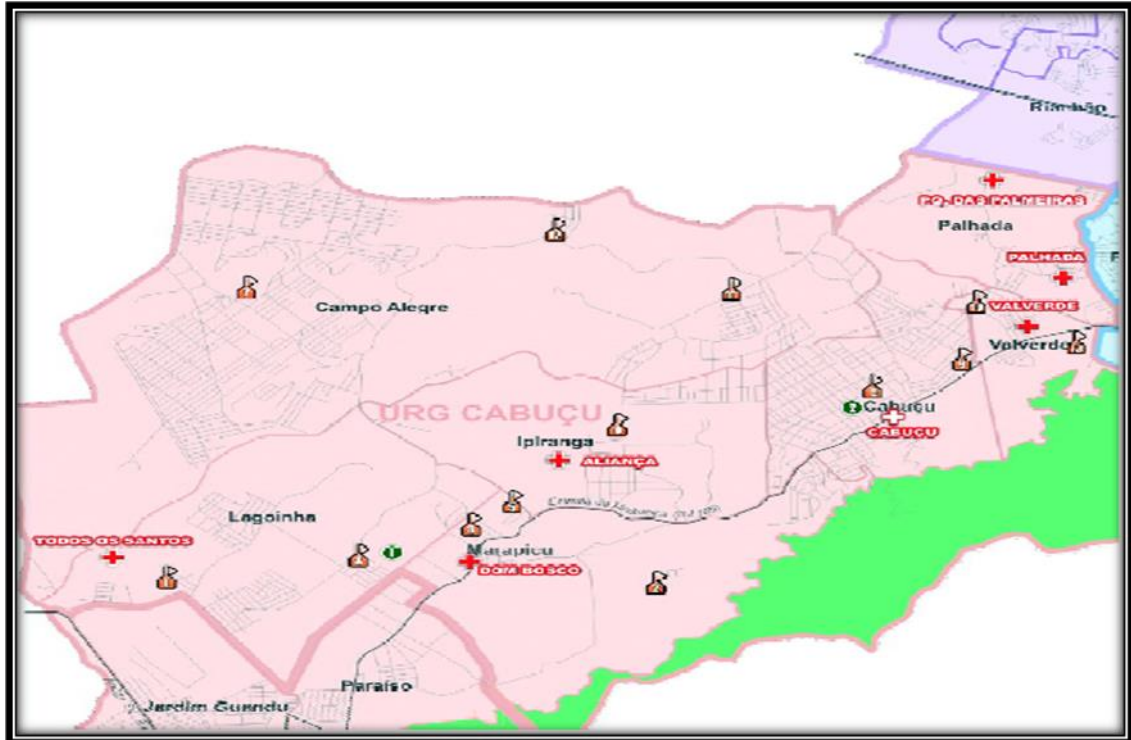 Riachão
PQ. DAS PALMEIRAS
Palhada
PALHADA
VALVERDE
Valverde
Campo Alegre
URG CABUÇU
Cabuçu
CABUÇU
Ipiranga
ALIANÇA
Lagoinha
TODOS OS SANTOS
Marapicu
DOM BOSCO
Paraíso
Jardim Guandu